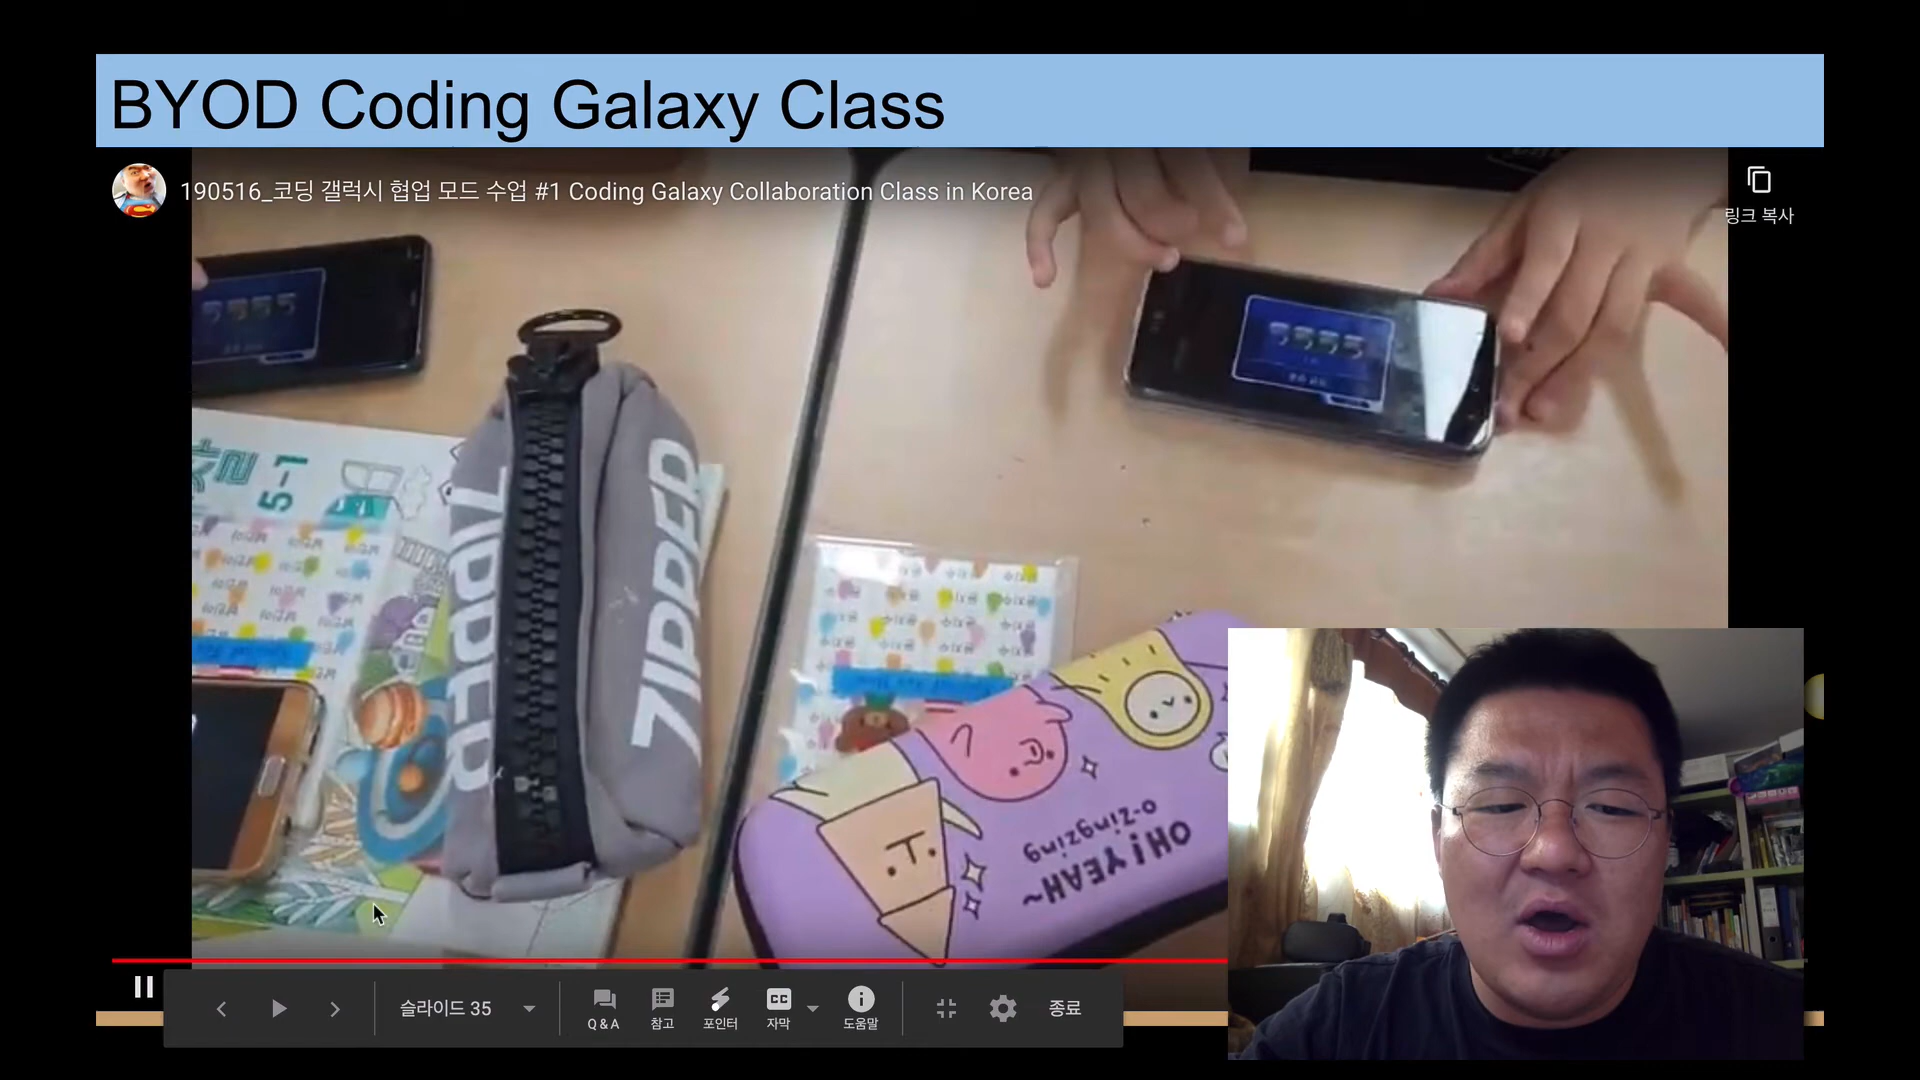 BYOD Coding Galaxy Class
190516_코딩 갤럭시 협업 모드 수업 #1 Coding Galaxy Collaboration Class in Korea
링크 복사
5-1
ZIPPER
ZIPPER
OH!YEAH~
o-Zingzing
슬라이드 35
Q&A
참고
포인터
CC
자막
도움말
종료